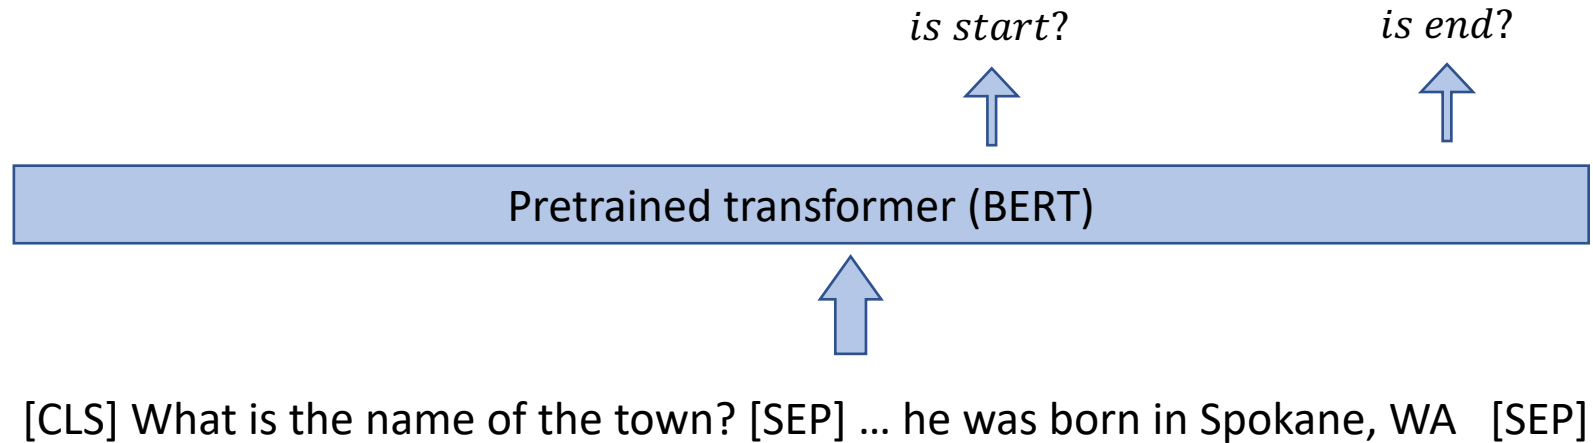 is start? is end?
Pretrained transformer (BERT)
[CLS] What is the name of the town? [SEP] … he was born in Spokane, WA [SEP]